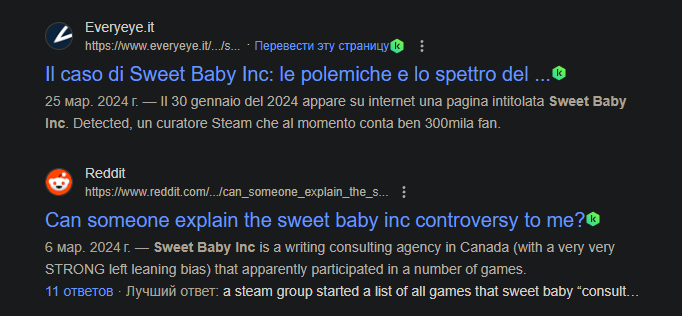 Everyeye.it
https://www.everyeye.it/.../s... · Перевести эту страницу
Il caso di Sweet Baby Inc: le polemiche e lo spettro del ...
25 мар. 2024 г. — Il 30 gennaio del 2024 appare su internet una pagina intitolata Sweet Baby
Inc. Detected, un curatore Steam che al momento conta ben 300mila fan.
Reddit
https://www.reddit.com/.../can_someone_explain_the_s...
Can someone explain the sweet baby inc controversy to me?
6 мар. 2024 г. — Sweet Baby Inc is a writing consulting agency in Canada (with a very very
STRONG left leaning bias) that apparently participated in a number of games.
11 ответов · Лучший ответ: a steam group started a list of all games that sweet baby “consult...